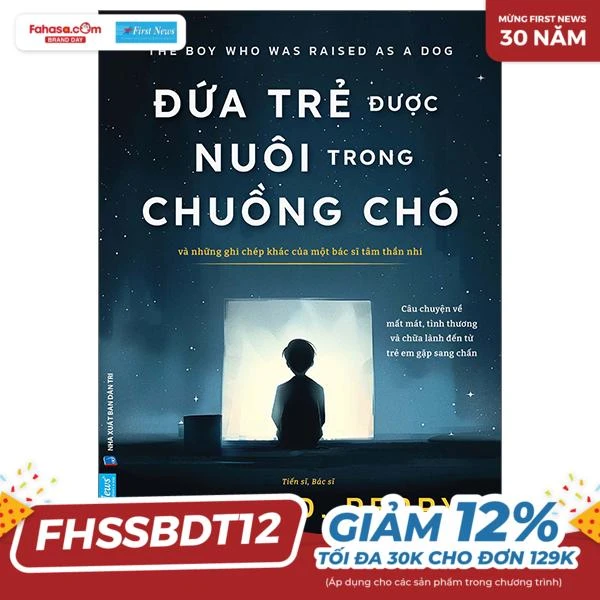 Fahasa.com
BRAND DAY
First News
MỪNG FIRST NEWS
30 NĂM
THE BOY WHO WAS RAISED AS A DOG
ĐỨA TRẺ ĐƯỢC
NUÔI TRONG
CHUỒNG CHÓ
và những ghi chép khác của một bác sĩ tâm thần nhi
Câu chuyện về
mất mát, tình thương
và chữa lành đến từ
trẻ em gặp sang chấn
NHÀ XUẤT BẢN DÂN TRÍ
News
Tiến sĩ, Bác sĩ
D. PERRY
FHSSBDT12
GIẢM 12%
TỐI ĐA 30K CHO ĐƠN 129K
(Áp dụng cho các sản phẩm trong chương trình)